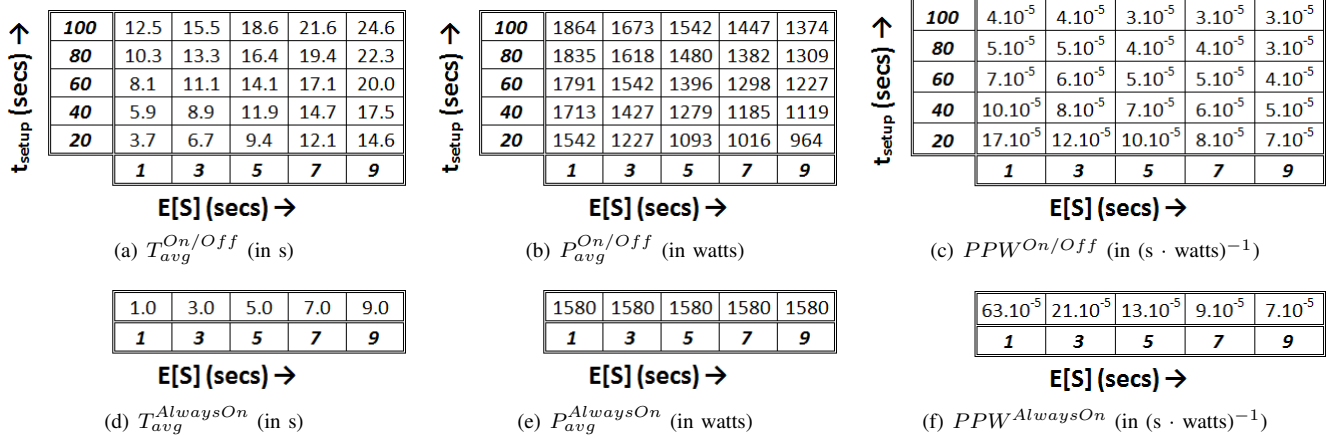 t_setup (secs) →
100 12.5 15.5 18.6 21.6 24.6
80 10.3 13.3 16.4 19.4 22.3
60 8.1 11.1 14.1 17.1 20.0
40 5.9 8.9 11.9 14.7 17.5
20 3.7 6.7 9.4 12.1 14.6
1 3 5 7 9
E[S] (secs) →
(a) T_{avg}^{On/Off} (in s)
t_setup (secs) →
100 1864 1673 1542 1447 1374
80 1835 1618 1480 1382 1309
60 1791 1542 1396 1298 1227
40 1713 1427 1279 1185 1119
20 1542 1227 1093 1016 964
1 3 5 7 9
E[S] (secs) →
(b) P_{avg}^{On/Off} (in watts)
t_setup (secs) →
100 4.10^{-5} 4.10^{-5} 3.10^{-5} 3.10^{-5} 3.10^{-5}
80 5.10^{-5} 5.10^{-5} 4.10^{-5} 4.10^{-5} 3.10^{-5}
60 7.10^{-5} 6.10^{-5} 5.10^{-5} 5.10^{-5} 4.10^{-5}
40 10.10^{-5} 8.10^{-5} 7.10^{-5} 6.10^{-5} 5.10^{-5}
20 17.10^{-5} 12.10^{-5} 10.10^{-5} 8.10^{-5} 7.10^{-5}
1 3 5 7 9
E[S] (secs) →
(c) PPW^{On/Off} (in (s · watts)^{−1})
1.0 3.0 5.0 7.0 9.0
1 3 5 7 9
E[S] (secs) →
(d) T_{avg}^{AlwaysOn} (in s)
1580 1580 1580 1580 1580
1 3 5 7 9
E[S] (secs) →
(e) P_{avg}^{AlwaysOn} (in watts)
63.10^{-5} 21.10^{-5} 13.10^{-5} 9.10^{-5} 7.10^{-5}
1 3 5 7 9
E[S] (secs) →
(f) PPW^{AlwaysOn} (in (s · watts)^{−1})